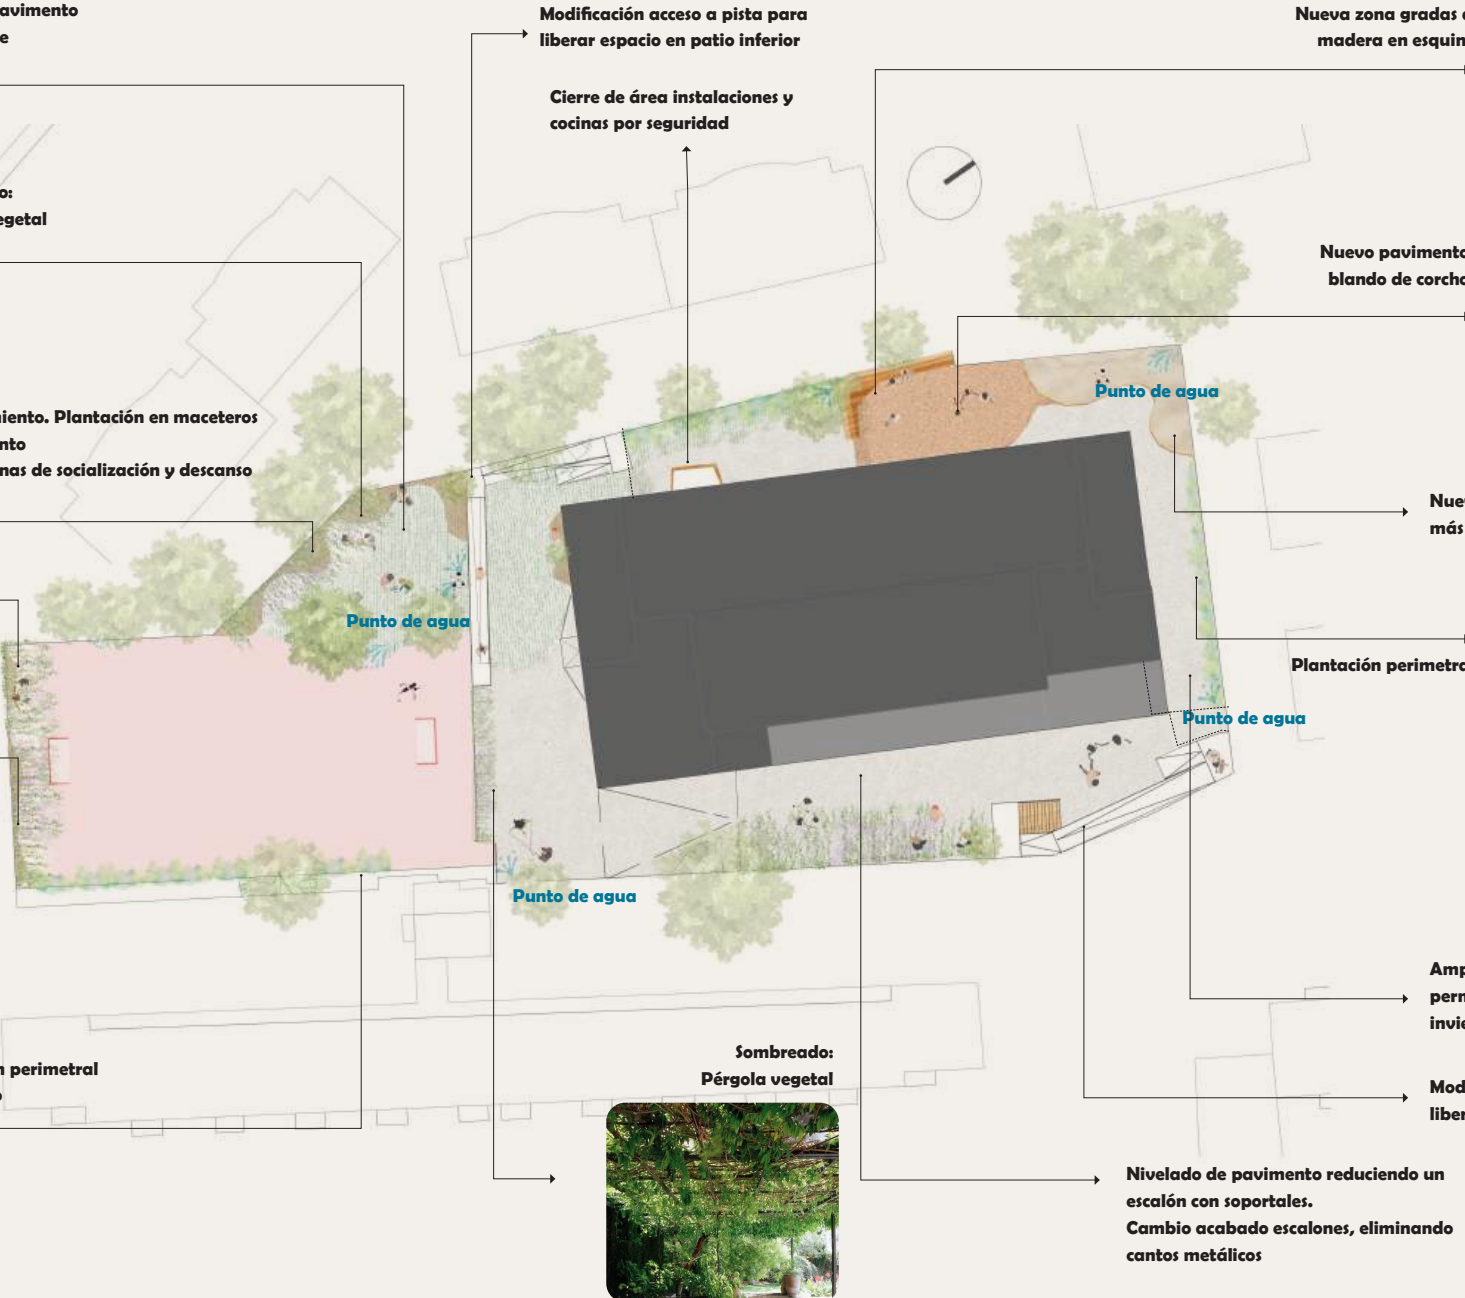 avimento
e
Modificación acceso a pista para
liberar espacio en patio inferior
Nueva zona gradas
madera en esquin
Cierre de área instalaciones y
cocinas por seguridad
o:
egetal
Nuevo pavimento
blando de corcho
Punto de agua
iento. Plantación en maceteros
nto
nas de socialización y descanso
Nue
más
Punto de agua
Plantación perimetra
Punto de agua
Punto de agua
Amp
perm
invie
n perimetral
Sombreado:
Pérgola vegetal
Mod
liber
Nivelado de pavimento reduciendo un
escalón con soportales.
Cambio acabado escalones, eliminando
cantos metálicos